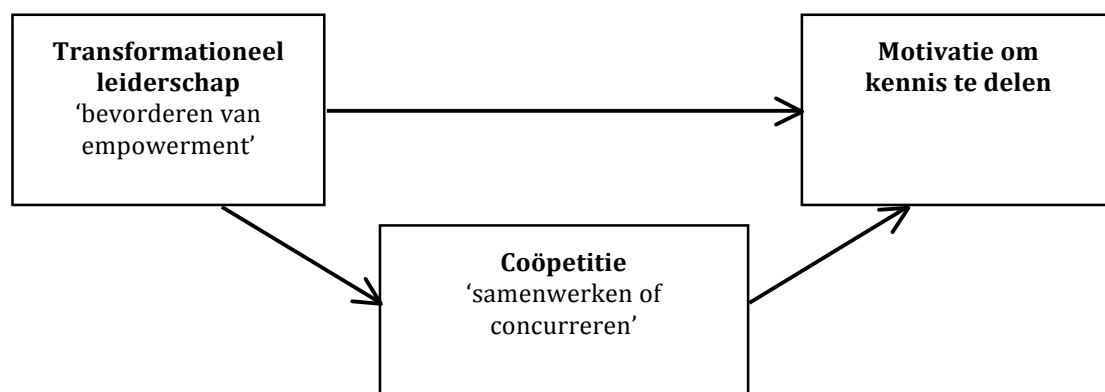 Transformationeel
leiderschap
‘bevorderen van
empowerment’
Motivatie om
kennis te delen
Coöpetitie
‘samenwerken of
concurreren’